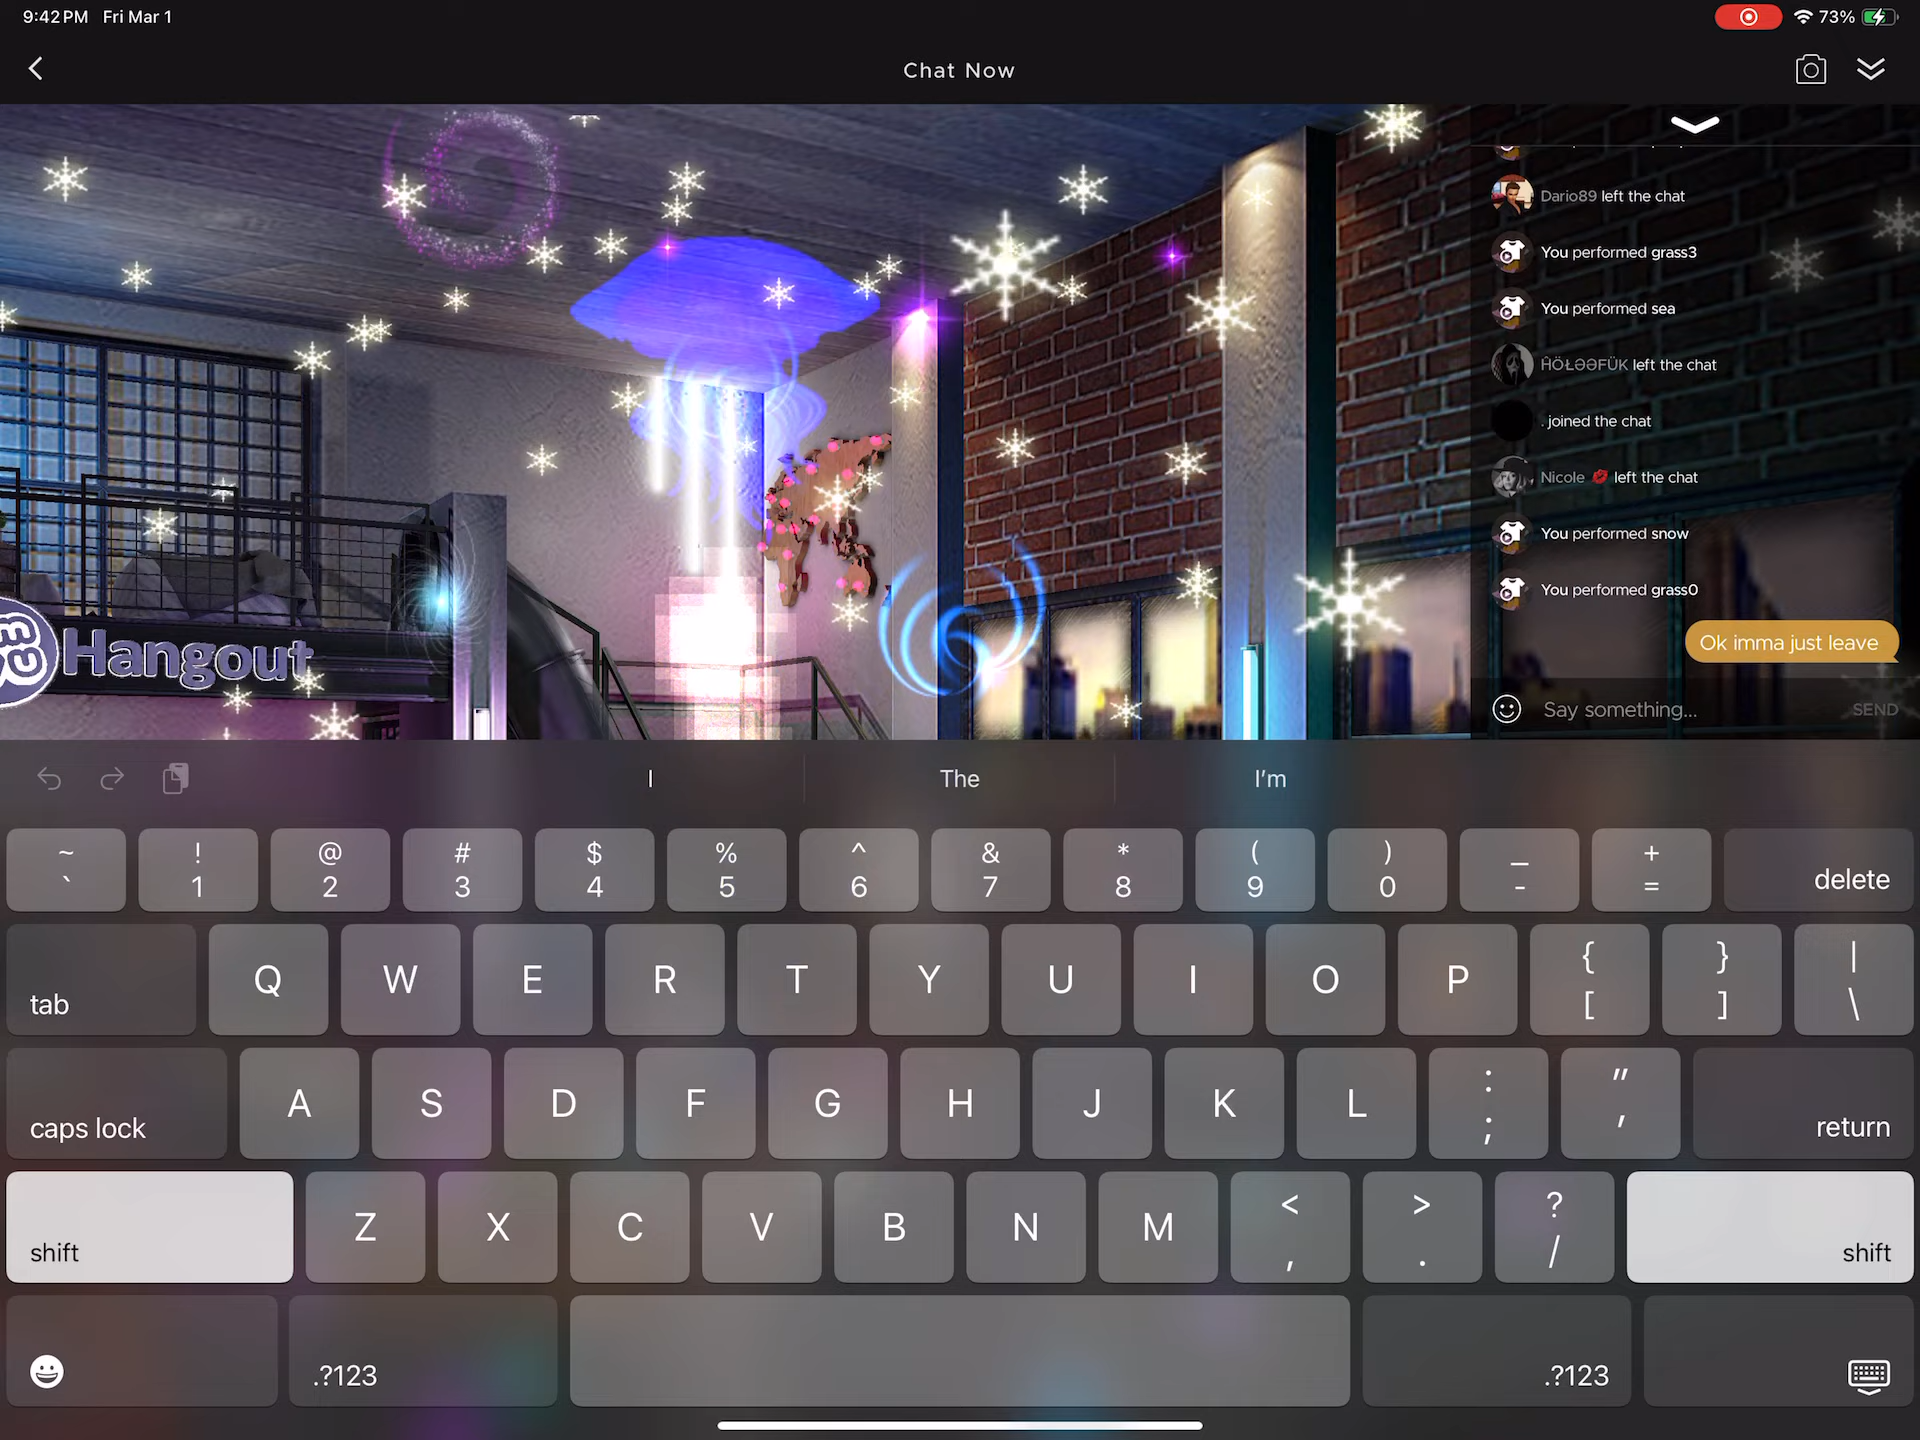 9:42 PM Fri Mar 1
73%
Chat Now
Dario89 left the chat
You performed grass3
You performed sea
ĤÖŁƏƏFÜK left the chat
. joined the chat
Nicole 💋 left the chat
You performed snow
You performed grass0
Ok imma just leave
Say something...
SEND
imvu Hangout
I
The
I'm
~ ! @ # $ % ^ & * ( ) _ +
` 1 2 3 4 5 6 7 8 9 0 - = delete
{ } |
tab Q W E R T Y U I O P [ ] \
: "
caps lock A S D F G H J K L ; ' return
< > ?
shift Z X C V B N M , . / shift
.?123 .?123